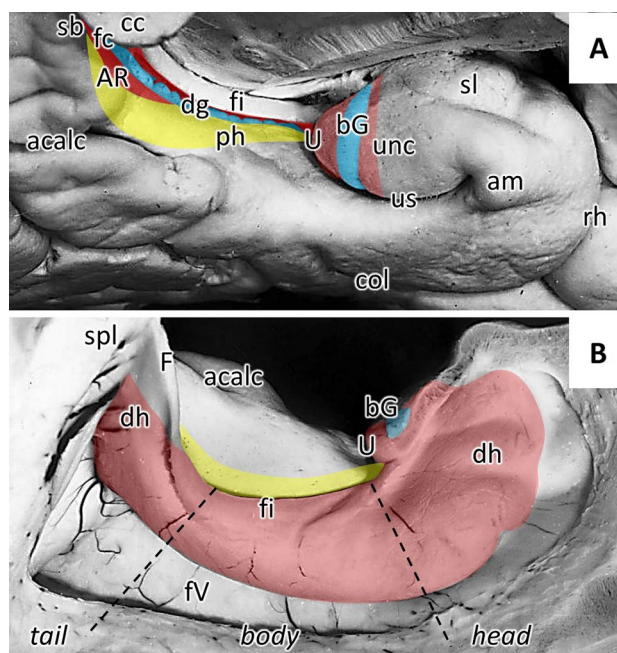 sb
cc
fc
A
AR
sl
fi
dg
bG
ph
U
unc
acalc
us
am
rh
col
spl
F
B
acalc
bG
dh
U
dh
fi
fV
tail
body
head